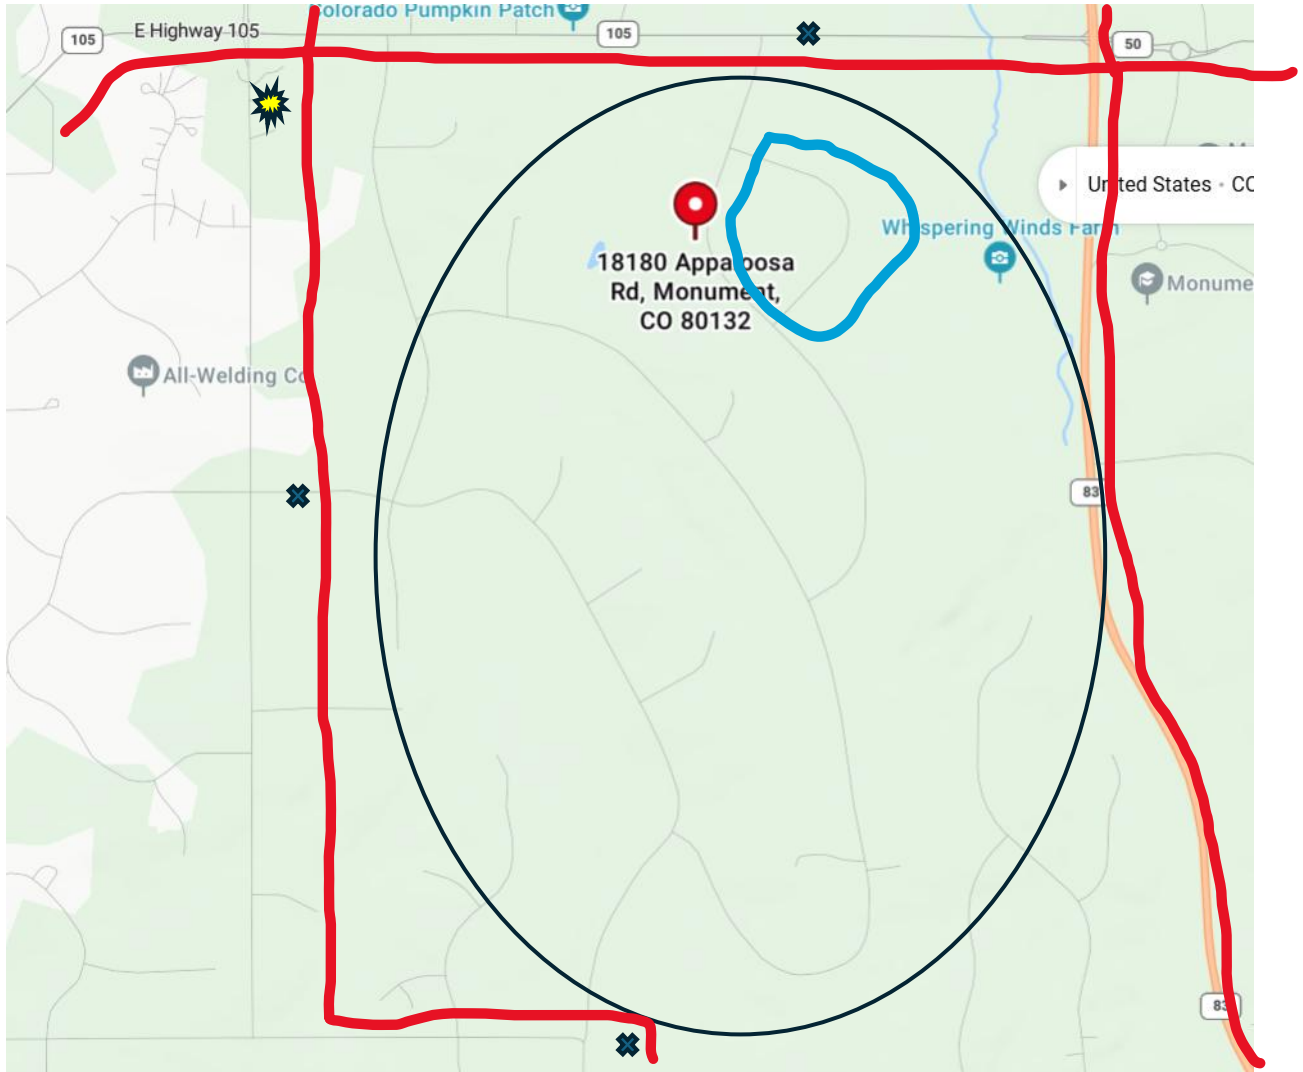 Colorado Pumpkin Patch
E Highway 105
105
105
50
United States · CO
Whispering Winds Farm
18180 Appaloosa
Rd, Monument,
CO 80132
Monume
All-Welding Co
83
83